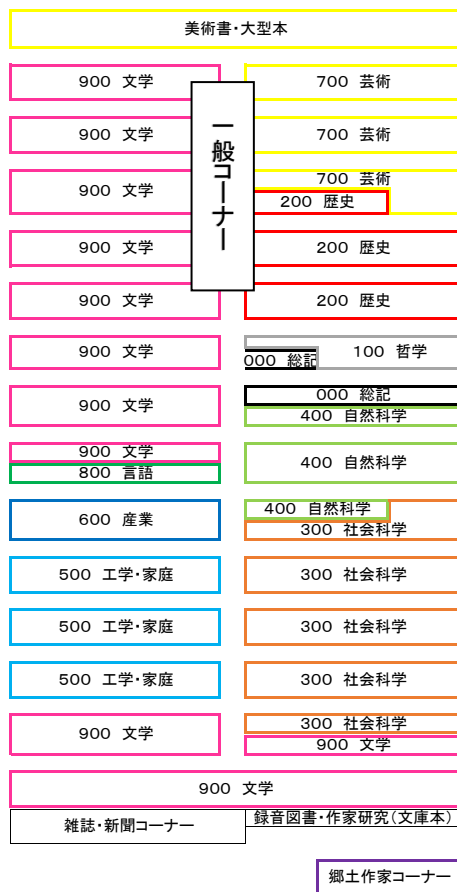 美術書・大型本
900 文学
700 芸術
一般コーナー
900 文学
700 芸術
900 文学
700 芸術
200 歴史
900 文学
200 歴史
900 文学
200 歴史
900 文学
100 哲学
000 総記
900 文学
000 総記
400 自然科学
900 文学
800 言語
400 自然科学
600 産業
400 自然科学
300 社会科学
500 工学・家庭
300 社会科学
500 工学・家庭
300 社会科学
500 工学・家庭
300 社会科学
900 文学
300 社会科学
900 文学
900 文学
雑誌・新聞コーナー
録音図書・作家研究(文庫本)
郷土作家コーナー